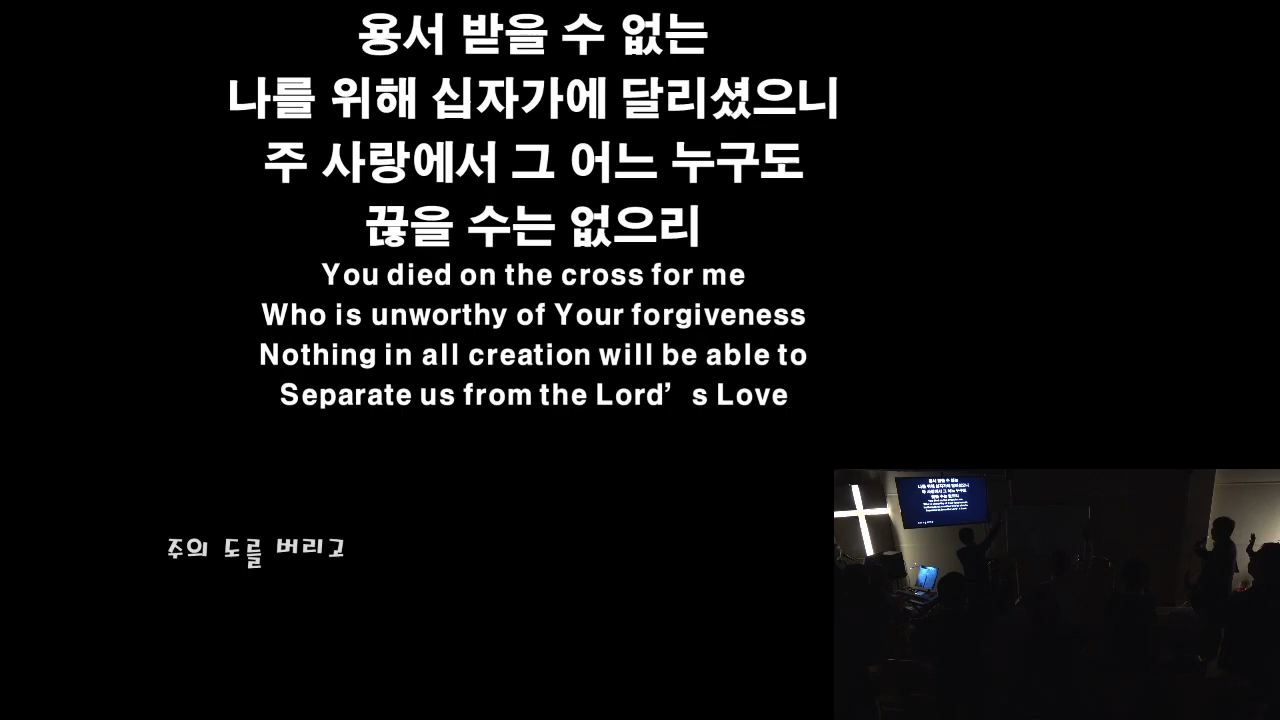 용서 받을 수 없는
나를 위해 십자가에 달리셨으니
주 사랑에서 그 어느 누구도
끊을 수는 없으리
You died on the cross for me
Who is unworthy of Your forgiveness
Nothing in all creation will be able to
Separate us from the Lord’s Love
주의 도를 버리고